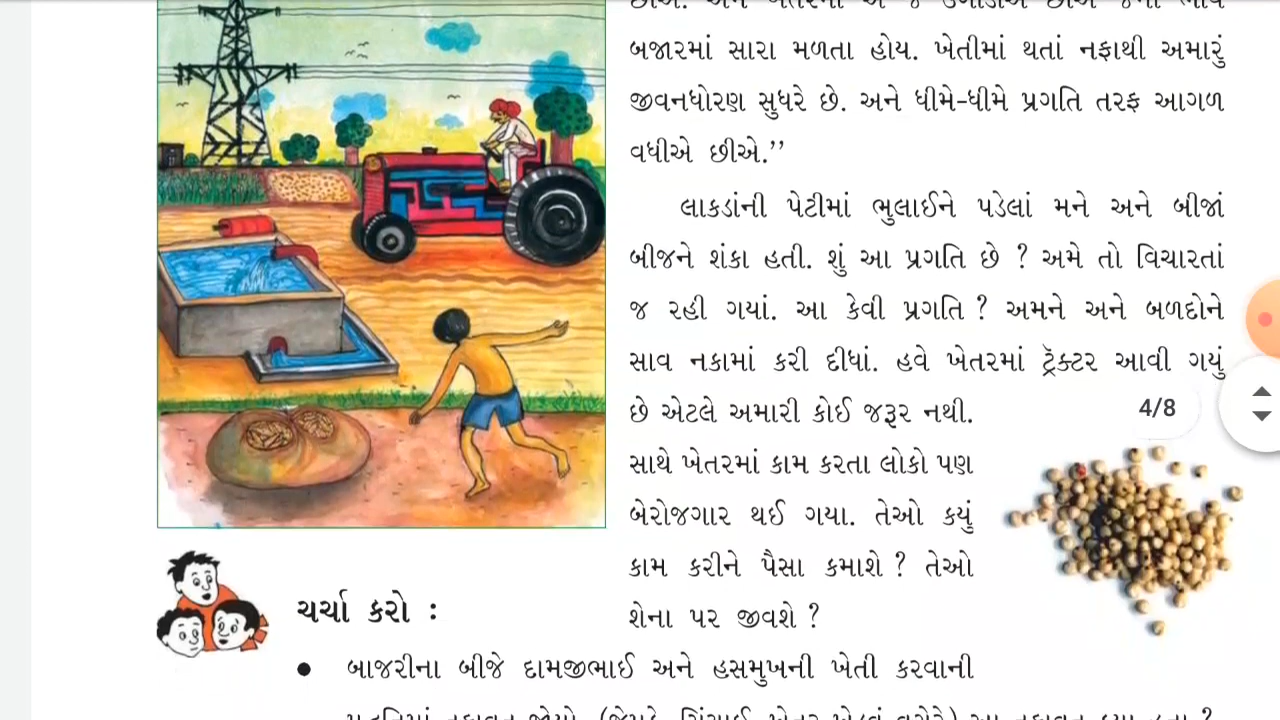 બજારમાં સારા મળતા હોય. ખેતીમાં થતાં નફાથી અમારું
જીવનધોરણ સુધરે છે. અને ધીમે-ધીમે પ્રગતિ તરફ આગળ
વધીએ છીએ.’’
લાકડાંની પેટીમાં ભુલાઈને પડેલાં મને અને બીજાં
બીજને શંકા હતી. શું આ પ્રગતિ છે ? અમે તો વિચારતાં
જ રહી ગયાં. આ કેવી પ્રગતિ ? અમને અને બળદોને
સાવ નકામાં કરી દીધાં. હવે ખેતરમાં ટ્રૅક્ટર આવી ગયું
છે એટલે અમારી કોઈ જરૂર નથી.
4/8
સાથે ખેતરમાં કામ કરતા લોકો પણ
બેરોજગાર થઈ ગયા. તેઓ કયું
કામ કરીને પૈસા કમાશે ? તેઓ
શેના પર જીવશે ?
ચર્ચા કરો :
● બાજરીના બીજે દામજીભાઈ અને હસમુખની ખેતી કરવાની